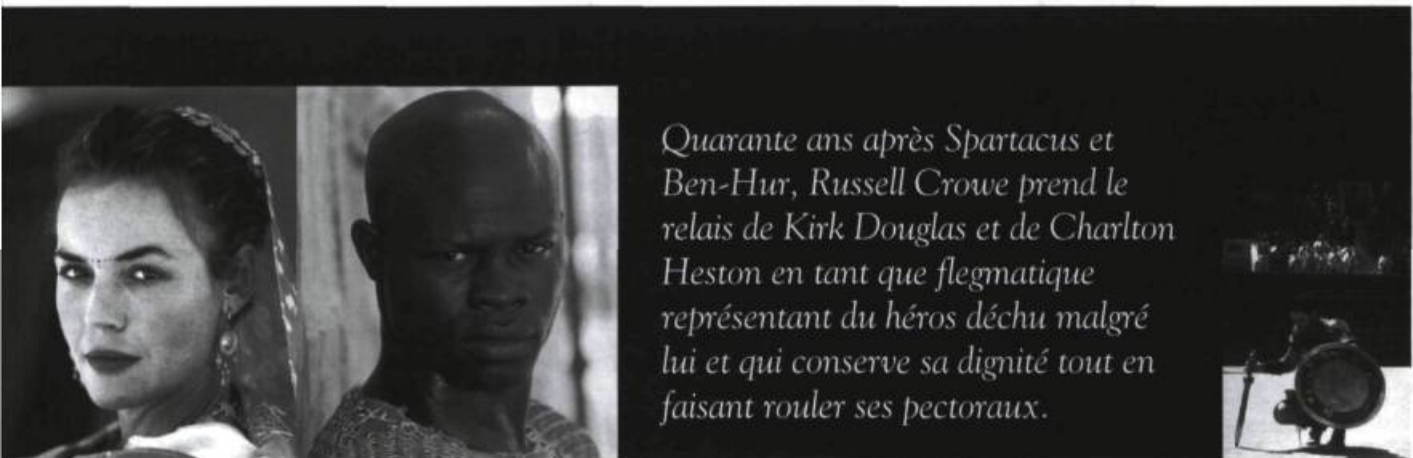 Quarante ans après Spartacus et
Ben-Hur, Russell Crowe prend le
relais de Kirk Douglas et de Charlton
Heston en tant que flegmatique
représentant du héros déchu malgré
lui et qui conserve sa dignité tout en
faisant rouler ses pectoraux.